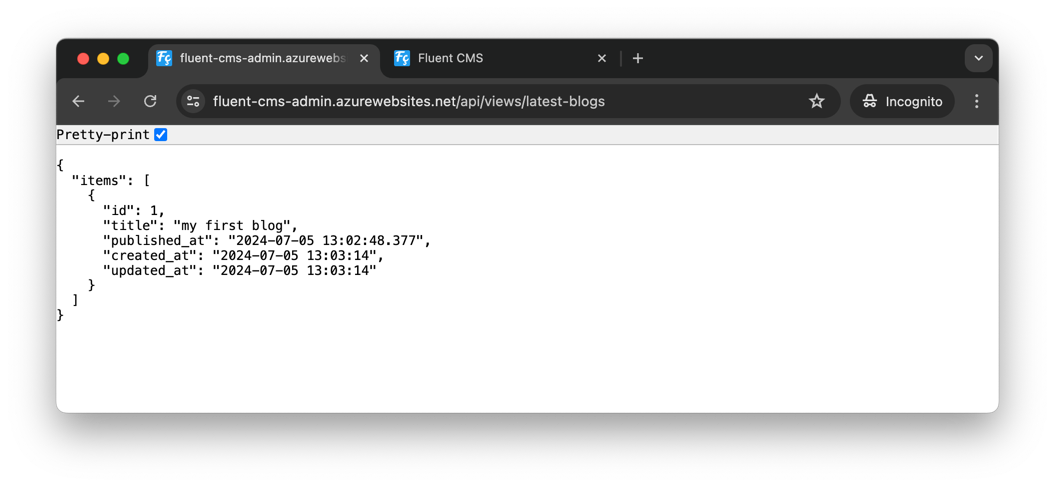 fluent-cms-admin.azurewebs
Fluent CMS
fluent-cms-admin.azurewebsites.net/api/views/latest-blogs
Incognito
Pretty-print
{
"items": [
{
"id": 1,
"title": "my first blog",
"published_at": "2024-07-05 13:02:48.377",
"created_at": "2024-07-05 13:03:14",
"updated_at": "2024-07-05 13:03:14"
}
]
}